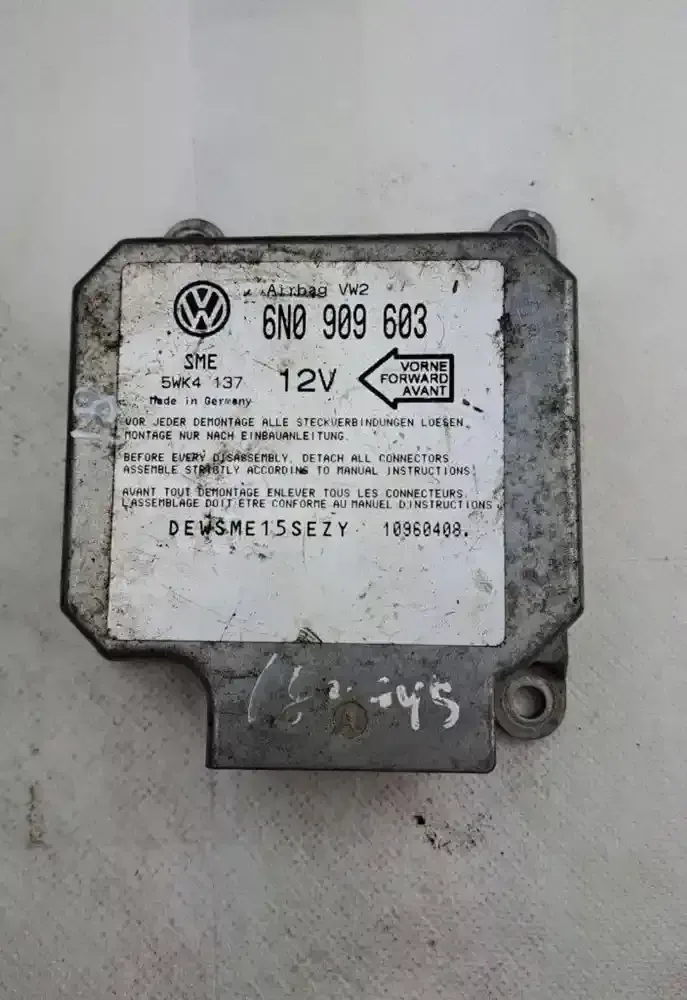 Airbag VW2
6N0 909 603
SME
5WK4 137
12V
VORNE
FORWARD
AVANT
Made in Germany
VOR JEDER DEMONTAGE ALLE STECKVERBINDUNGEN LOESEN.
MONTAGE NUR NACH EINBAUANLEITUNG.
BEFORE EVERY DISASSEMBLY, DETACH ALL CONNECTORS.
ASSEMBLE STRICTLY ACCORDING TO MANUAL INSTRUCTIONS.
AVANT TOUT DEMONTAGE ENLEVER TOUS LES CONNECTEURS.
L'ASSEMBLAGE DOIT ÊTRE CONFORME AU MANUEL D'INSTRUCTIONS.
DEWSME15SEZY 10960408.